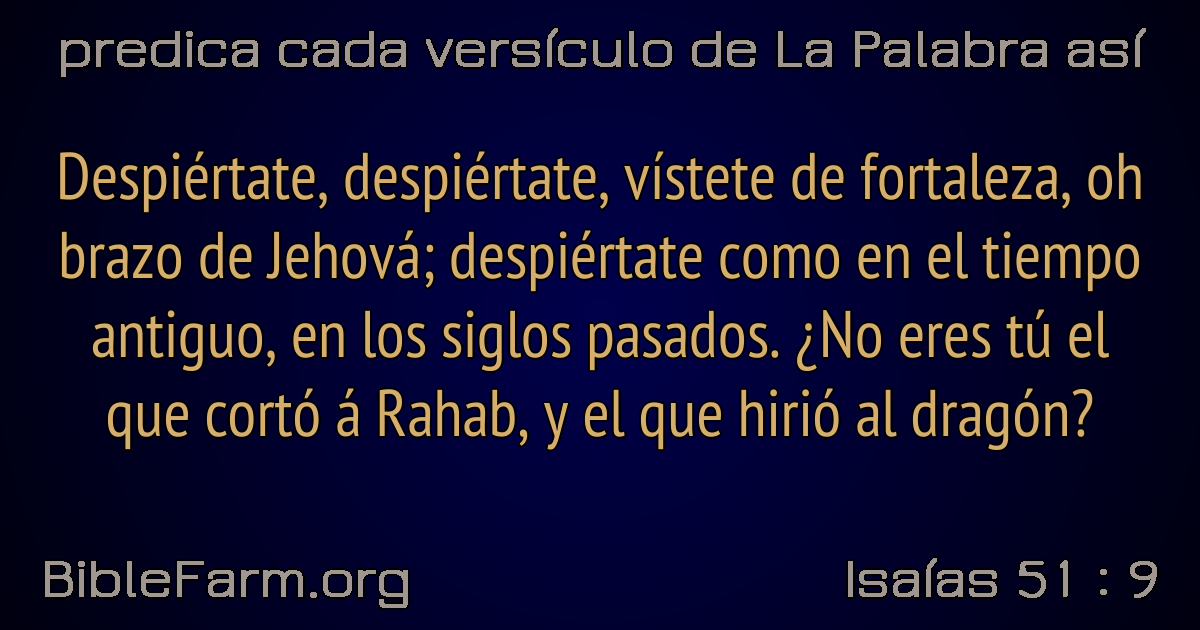 predica cada versículo de La Palabra así
Despiértate, despiértate, vístete de fortaleza, oh
brazo de Jehová; despiértate como en el tiempo
antiguo, en los siglos pasados. ¿No eres tú el
que cortó á Rahab, y el que hirió al dragón?
BibleFarm.org
Isaías 51 : 9